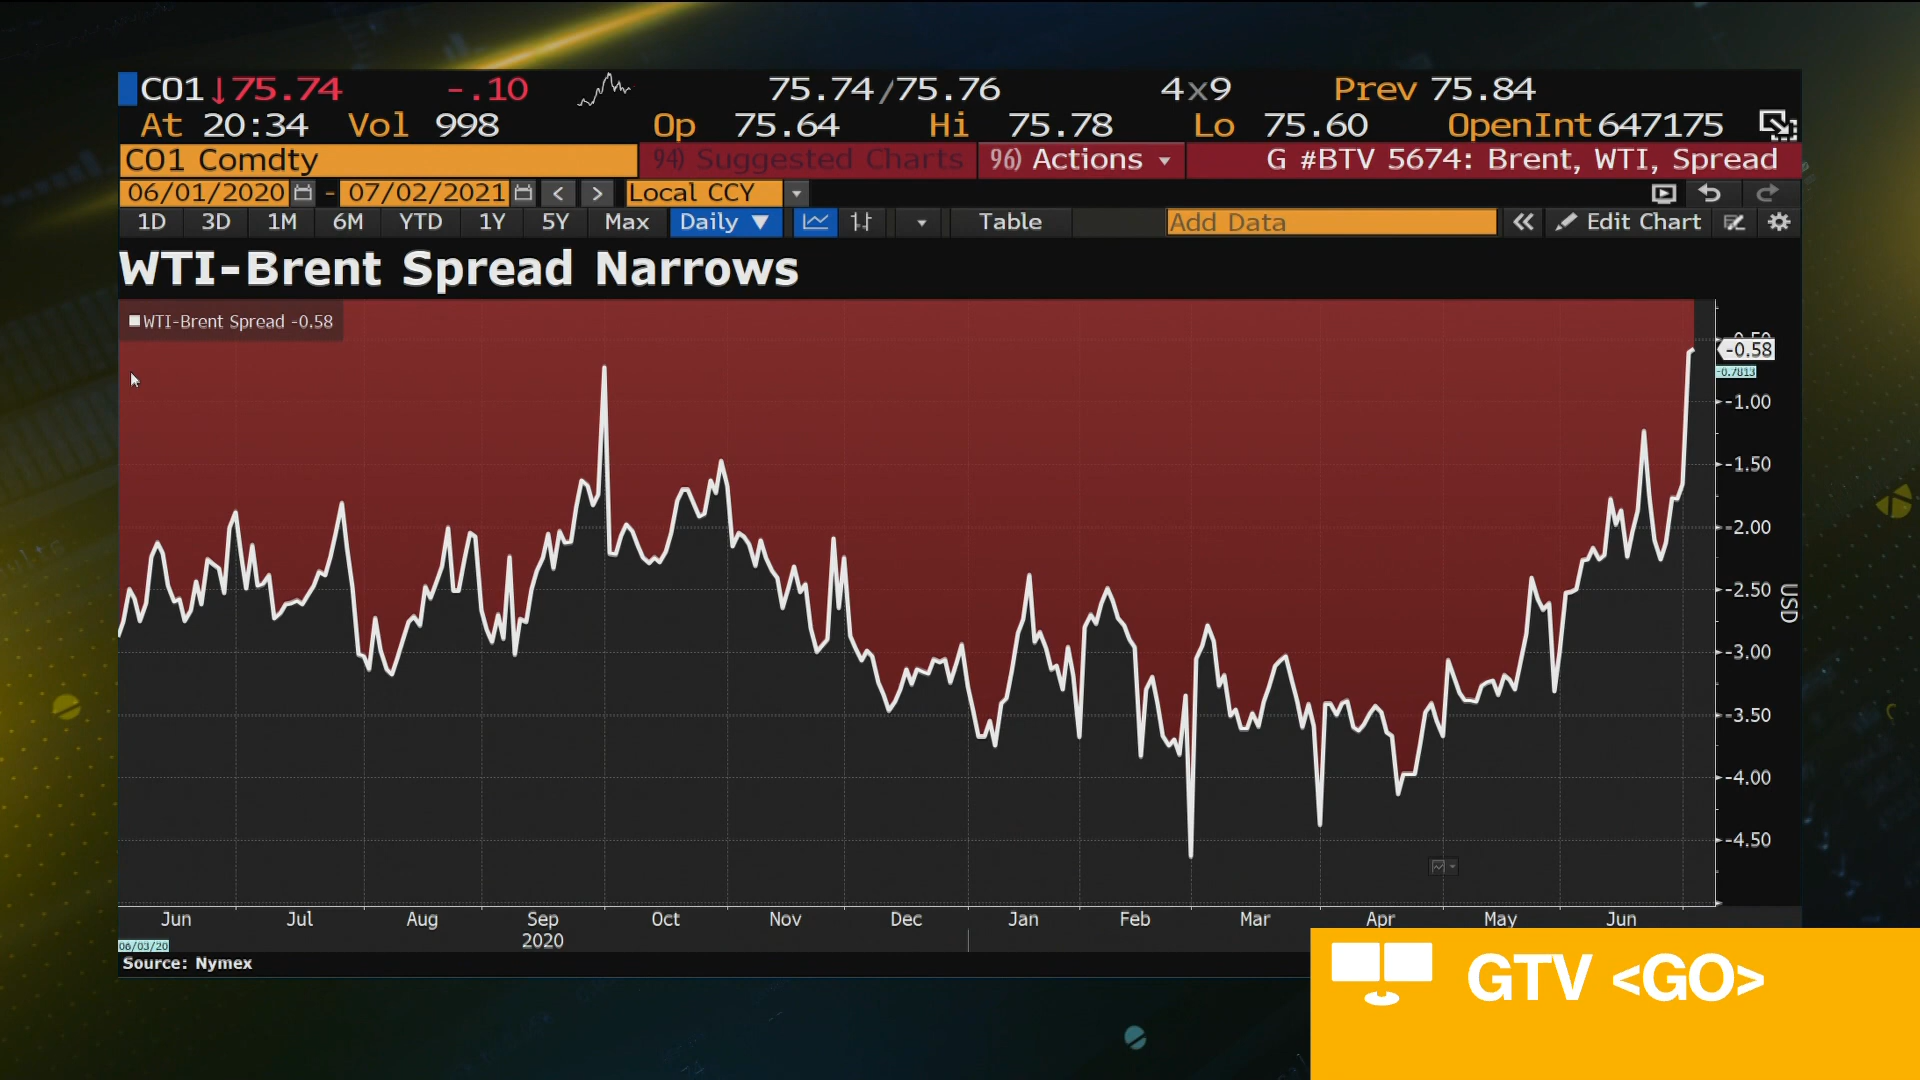 CO1 ↓75.74 -.10 75.74/75.76 4x9 Prev 75.84
At 20:34 Vol 998 Op 75.64 Hi 75.78 Lo 75.60 OpenInt 647175
CO1 Comdty 94) Suggested Charts 96) Actions G #BTV 5674: Brent, WTI, Spread
06/01/2020 - 07/02/2021 < > Local CCY
1D 3D 1M 6M YTD 1Y 5Y Max Daily ▼ Table Add Data « Edit Chart
WTI-Brent Spread Narrows
WTI-Brent Spread -0.58
-0.50
-0.58
-0.7813
-1.00
-1.50
-2.00
-2.50
-3.00
-3.50
-4.00
-4.50
USD
Jun Jul Aug Sep Oct Nov Dec Jan Feb Mar Apr May Jun
2020
06/03/20
Source: Nymex
GTV <GO>